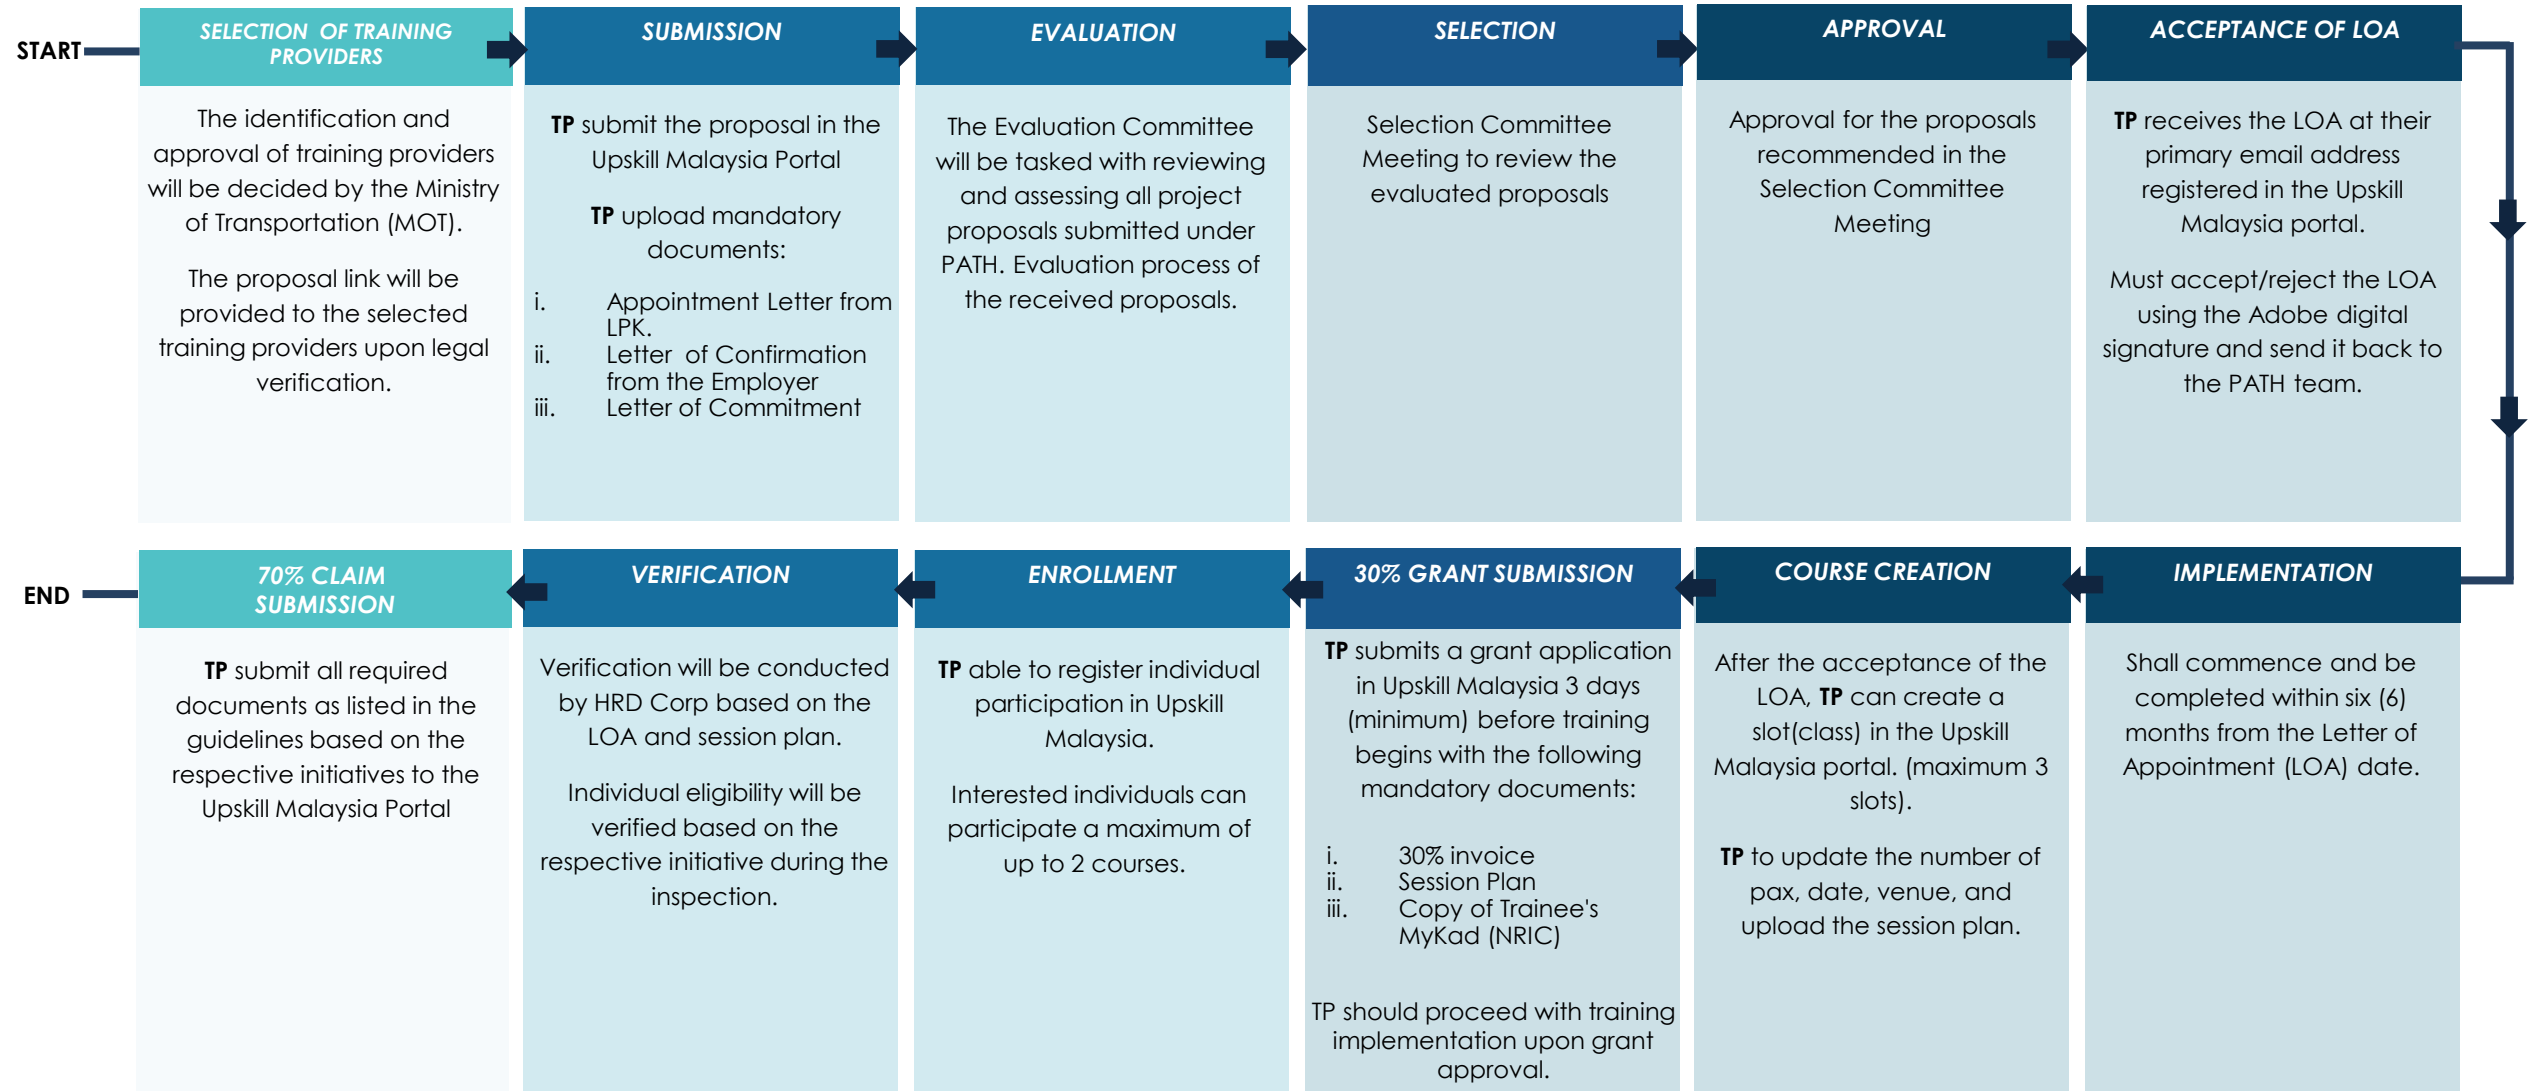 START
SELECTION OF TRAINING
PROVIDERS
The identification and
approval of training providers
will be decided by the Ministry
of Transportation (MOT).
The proposal link will be
provided to the selected
training providers upon legal
verification.
SUBMISSION
TP submit the proposal in the
Upskill Malaysia Portal
TP upload mandatory
documents:
i. Appointment Letter from
LPK.
ii. Letter of Confirmation
from the Employer
iii. Letter of Commitment
EVALUATION
The Evaluation Committee
will be tasked with reviewing
and assessing all project
proposals submitted under
PATH. Evaluation process of
the received proposals.
SELECTION
Selection Committee
Meeting to review the
evaluated proposals
APPROVAL
Approval for the proposals
recommended in the
Selection Committee
Meeting
ACCEPTANCE OF LOA
TP receives the LOA at their
primary email address
registered in the Upskill
Malaysia portal.
Must accept/reject the LOA
using the Adobe digital
signature and send it back to
the PATH team.
IMPLEMENTATION
Shall commence and be
completed within six (6)
months from the Letter of
Appointment (LOA) date.
COURSE CREATION
After the acceptance of the
LOA, TP can create a
slot(class) in the Upskill
Malaysia portal. (maximum 3
slots).
TP to update the number of
pax, date, venue, and
upload the session plan.
30% GRANT SUBMISSION
TP submits a grant application
in Upskill Malaysia 3 days
(minimum) before training
begins with the following
mandatory documents:
i. 30% invoice
ii. Session Plan
iii. Copy of Trainee's
MyKad (NRIC)
TP should proceed with training
implementation upon grant
approval.
ENROLLMENT
TP able to register individual
participation in Upskill
Malaysia.
Interested individuals can
participate a maximum of
up to 2 courses.
VERIFICATION
Verification will be conducted
by HRD Corp based on the
LOA and session plan.
Individual eligibility will be
verified based on the
respective initiative during the
inspection.
70% CLAIM
SUBMISSION
TP submit all required
documents as listed in the
guidelines based on the
respective initiatives to the
Upskill Malaysia Portal
END